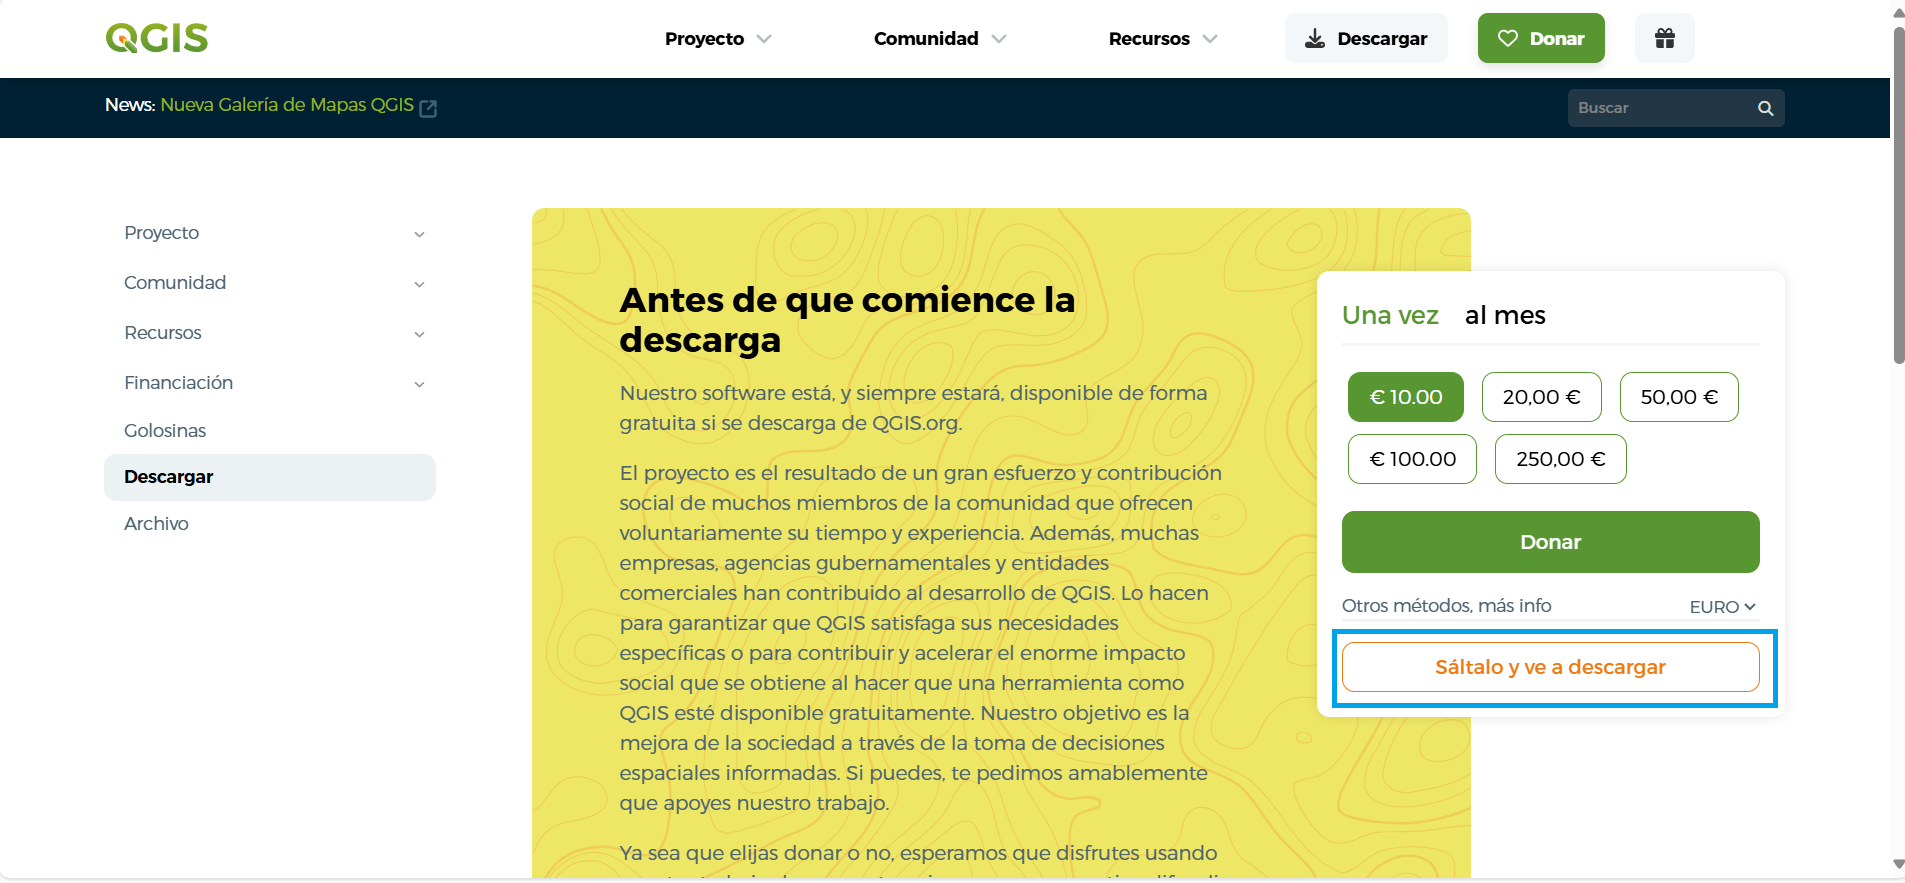 QGIS
Proyecto
Comunidad
Recursos
Descargar
Donar
News: Nueva Galería de Mapas QGIS
Buscar
Proyecto
Comunidad
Recursos
Financiación
Golosinas
Descargar
Archivo
Antes de que comience la
descarga
Nuestro software está, y siempre estará, disponible de forma
gratuita si se descarga de QGIS.org.
El proyecto es el resultado de un gran esfuerzo y contribución
social de muchos miembros de la comunidad que ofrecen
voluntariamente su tiempo y experiencia. Además, muchas
empresas, agencias gubernamentales y entidades
comerciales han contribuido al desarrollo de QGIS. Lo hacen
para garantizar que QGIS satisfaga sus necesidades
específicas o para contribuir y acelerar el enorme impacto
social que se obtiene al hacer que una herramienta como
QGIS esté disponible gratuitamente. Nuestro objetivo es la
mejora de la sociedad a través de la toma de decisiones
espaciales informadas. Si puedes, te pedimos amablemente
que apoyes nuestro trabajo.
Ya sea que elijas donar o no, esperamos que disfrutes usando
Una vez al mes
€ 10.00 20,00 € 50,00 €
€ 100.00 250,00 €
Donar
Otros métodos, más info EURO
Sáltalo y ve a descargar